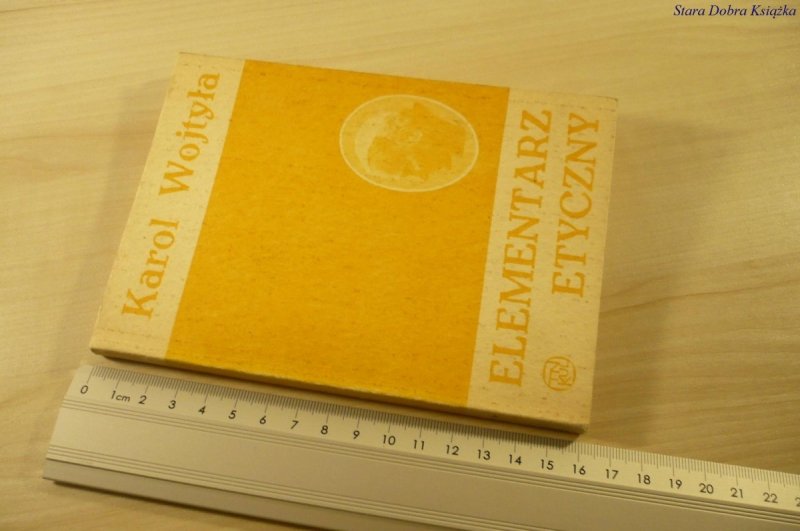 Stara Dobra Książka
Karol Wojtyła
ELEMENTARZ
ETYCZNY
0 1cm 2 3 4 5 6 7 8 9 10 11 12 13 14 15 16 17 18 19 20 21 22